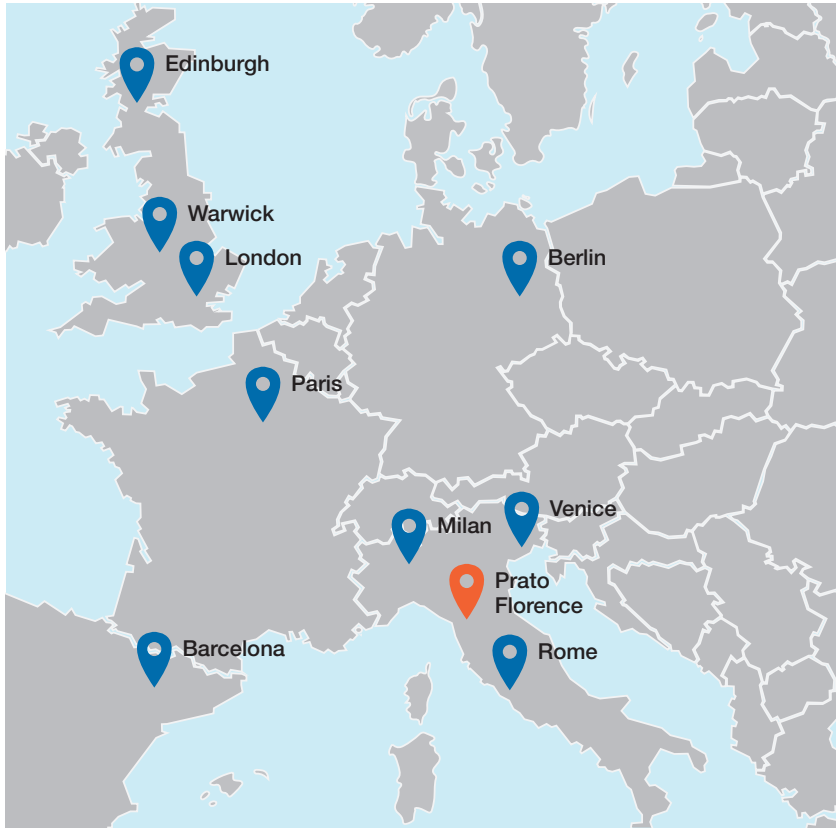 Edinburgh
Warwick
London
Berlin
Paris
Venice
Milan
Prato
Florence
Barcelona
Rome